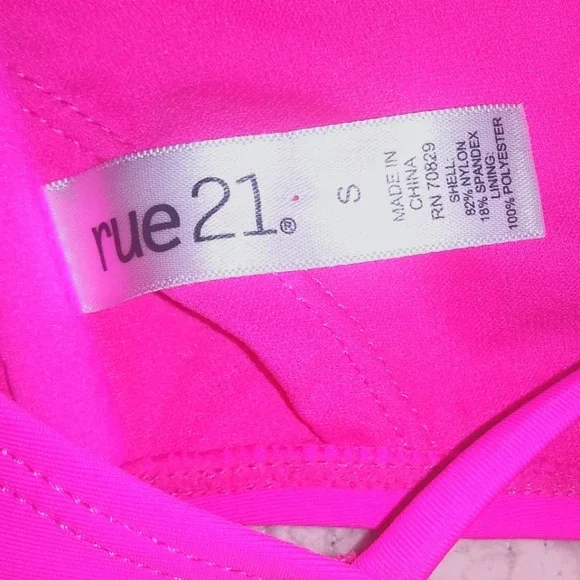 rue21®
S
MADE IN
CHINA
RN 70829
SHELL:
82% NYLON
18% SPANDEX
LINING:
100% POLYESTER